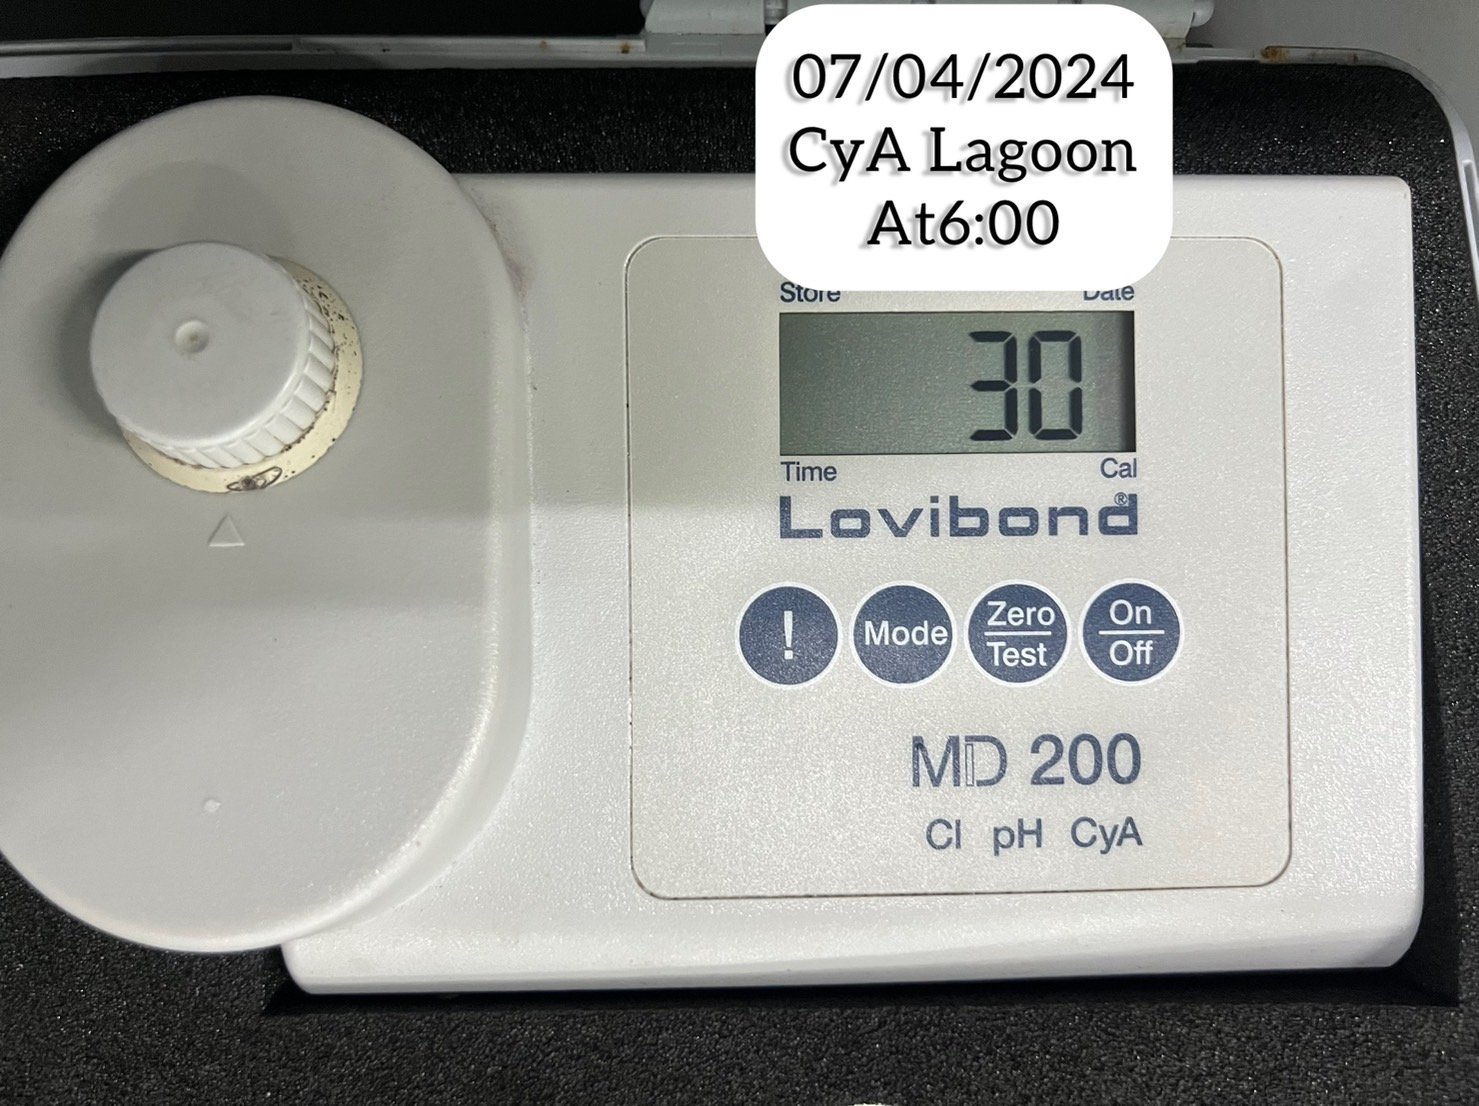 07/04/2024
CyA Lagoon
At6:00
Store Date
30
Time Cal
Lovibond®
! Mode Zero On
Test Off
MD 200
Cl pH CyA